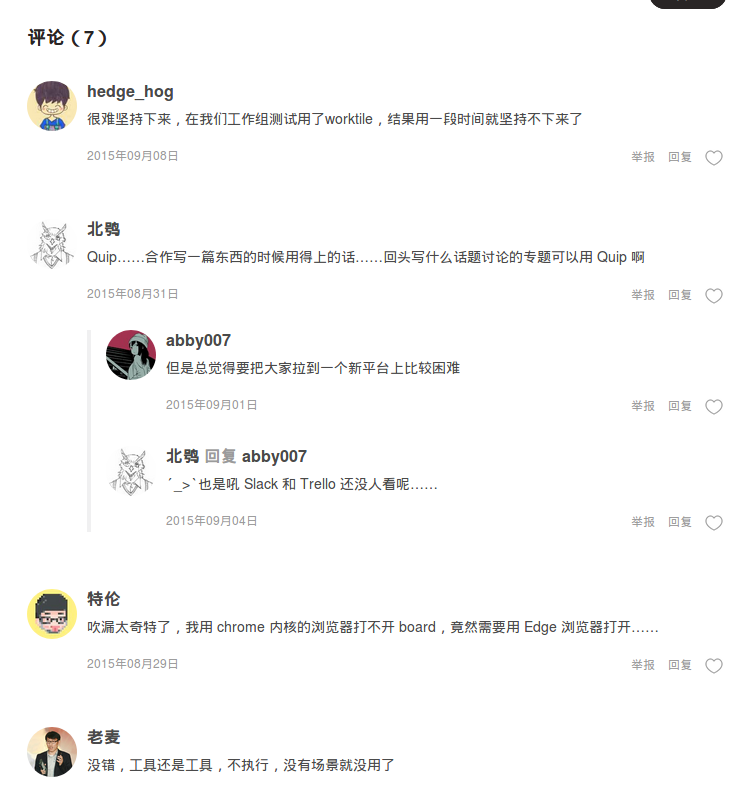 评论（7）
hedge_hog
很难坚持下来，在我们工作组测试用了worktile，结果用一段时间就坚持不下来了
2015年09月08日 举报 回复
北鸮
Quip……合作写一篇东西的时候用得上的话……回头写什么话题讨论的专题可以用 Quip 啊
2015年08月31日 举报 回复
abby007
但是总觉得要把大家拉到一个新平台上比较困难
2015年09月01日 举报 回复
北鸮 回复 abby007
´_>`也是吼 Slack 和 Trello 还没人看呢……
2015年09月04日 举报 回复
特伦
吹漏太奇特了，我用 chrome 内核的浏览器打不开 board，竟然需要用 Edge 浏览器打开……
2015年08月29日 举报 回复
老麦
没错，工具还是工具，不执行，没有场景就没用了